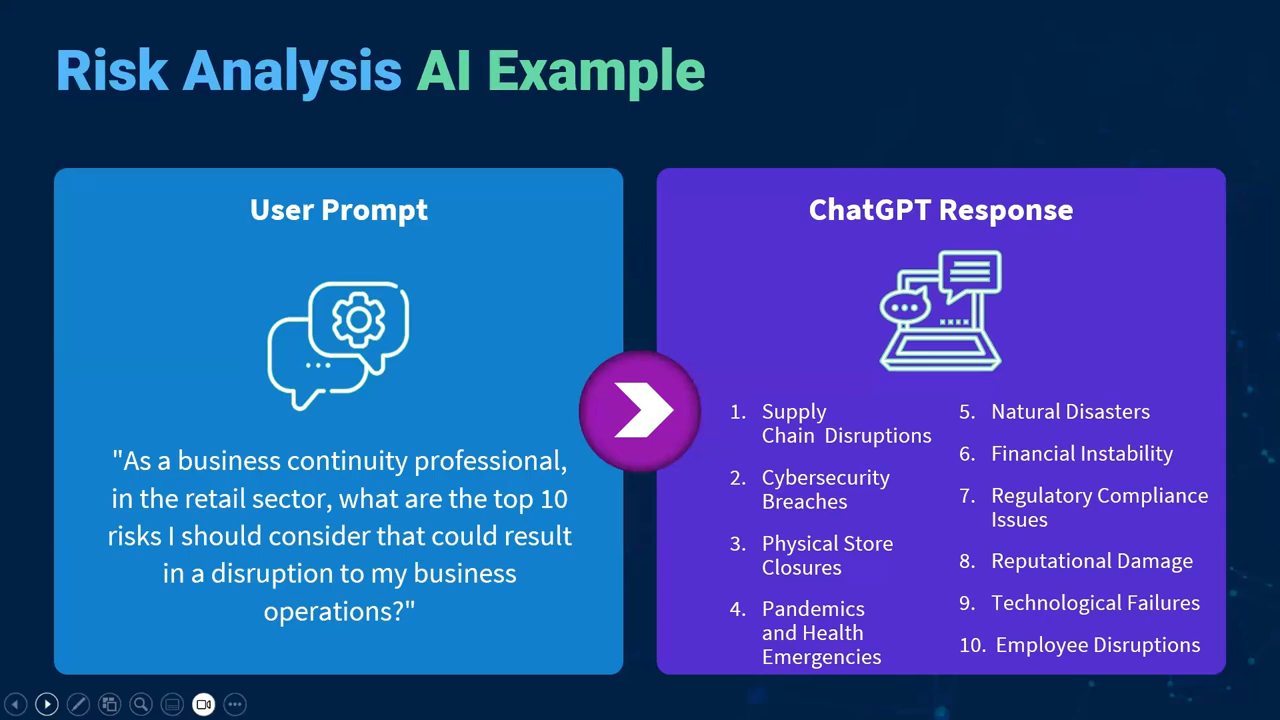 Risk Analysis AI Example
User Prompt
"As a business continuity professional,
in the retail sector, what are the top 10
risks I should consider that could result
in a disruption to my business
operations?"
ChatGPT Response
1. Supply
Chain Disruptions
2. Cybersecurity
Breaches
3. Physical Store
Closures
4. Pandemics
and Health
Emergencies
5. Natural Disasters
6. Financial Instability
7. Regulatory Compliance
Issues
8. Reputational Damage
9. Technological Failures
10. Employee Disruptions